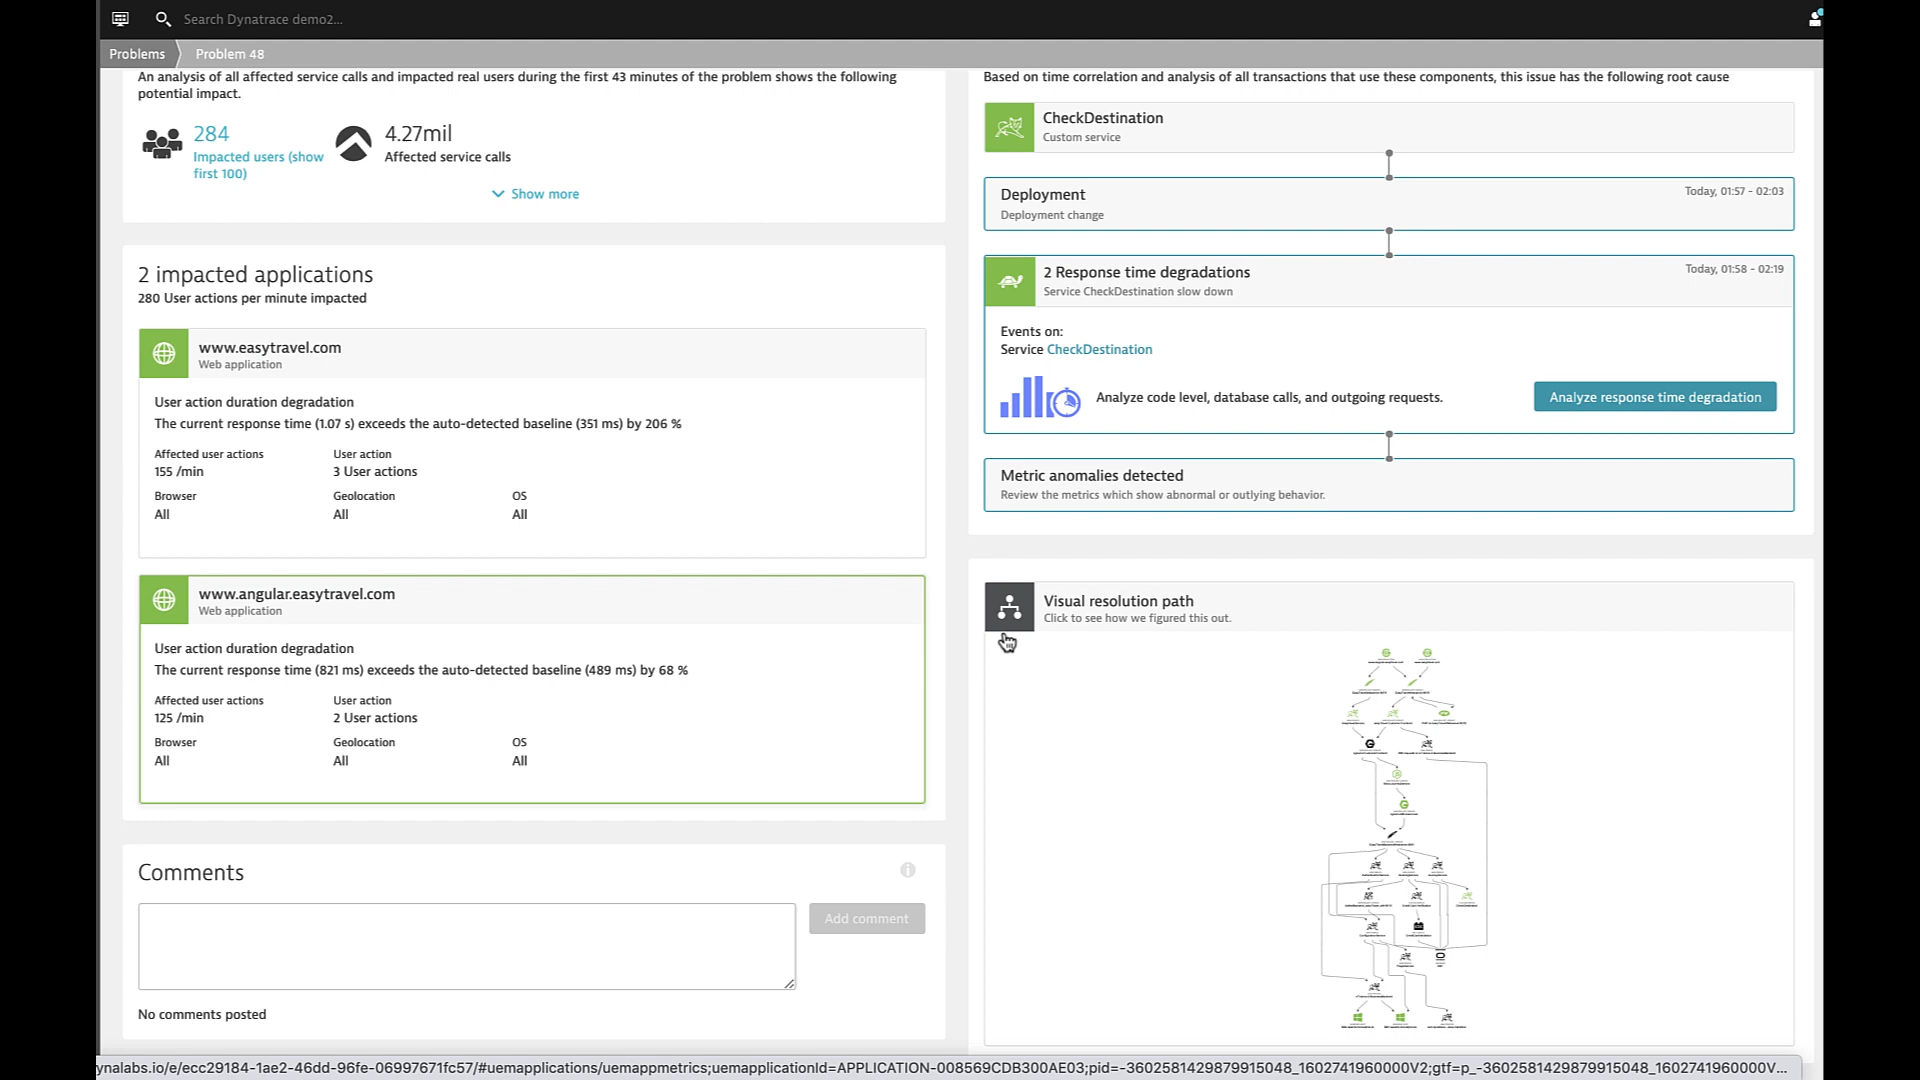 Search Dynatrace demo2...
Problems
Problem 48
An analysis of all affected service calls and impacted real users during the first 43 minutes of the problem shows the following
potential impact.
284
Impacted users (show
first 100)
4.27mil
Affected service calls
Show more
2 impacted applications
280 User actions per minute impacted
www.easytravel.com
Web application
User action duration degradation
The current response time (1.07 s) exceeds the auto-detected baseline (351 ms) by 206 %
Affected user actions
155 /min
User action
3 User actions
Browser
All
Geolocation
All
OS
All
www.angular.easytravel.com
Web application
User action duration degradation
The current response time (821 ms) exceeds the auto-detected baseline (489 ms) by 68 %
Affected user actions
125 /min
User action
2 User actions
Browser
All
Geolocation
All
OS
All
Comments
Add comment
No comments posted
Based on time correlation and analysis of all transactions that use these components, this issue has the following root cause
CheckDestination
Custom service
Deployment
Deployment change
Today, 01:57 - 02:03
2 Response time degradations
Service CheckDestination slow down
Today, 01:58 - 02:19
Events on:
Service CheckDestination
Analyze code level, database calls, and outgoing requests.
Analyze response time degradation
Metric anomalies detected
Review the metrics which show abnormal or outlying behavior.
Visual resolution path
Click to see how we figured this out.
ynalabs.io/e/ecc29184-1ae2-46dd-96fe-06997671fc57/#uemapplications/uemappmetrics;uemapplicationId=APPLICATION-008569CDB300AE03;pid=-3602581429879915048_1602741960000V2;gtf=p_-3602581429879915048_1602741960000V...